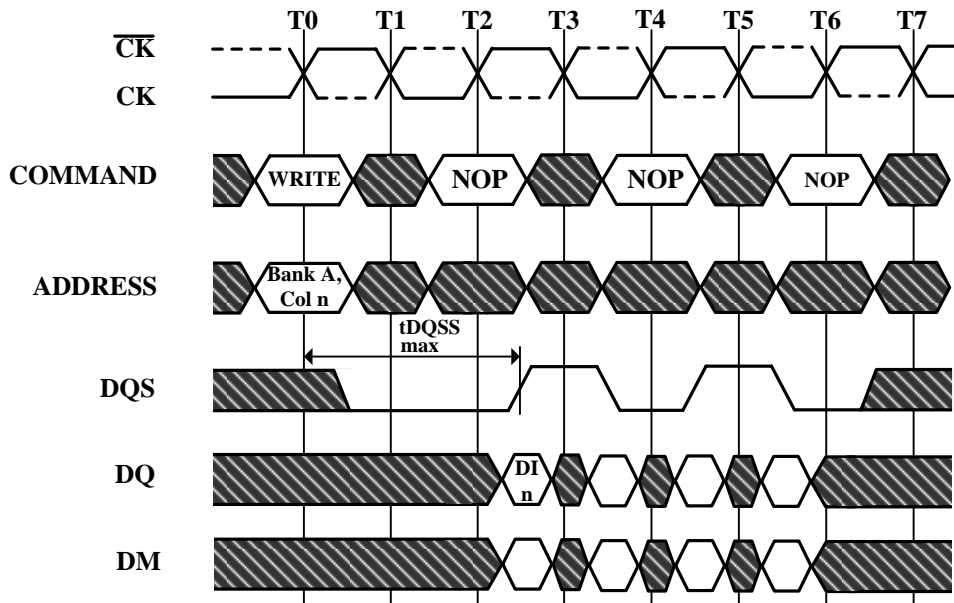 T0 T1 T2 T3 T4 T5 T6 T7
CK
CK
COMMAND WRITE NOP NOP NOP
ADDRESS Bank A,
Col n
tDQSS
max
DQS
DQ DI
n
DM